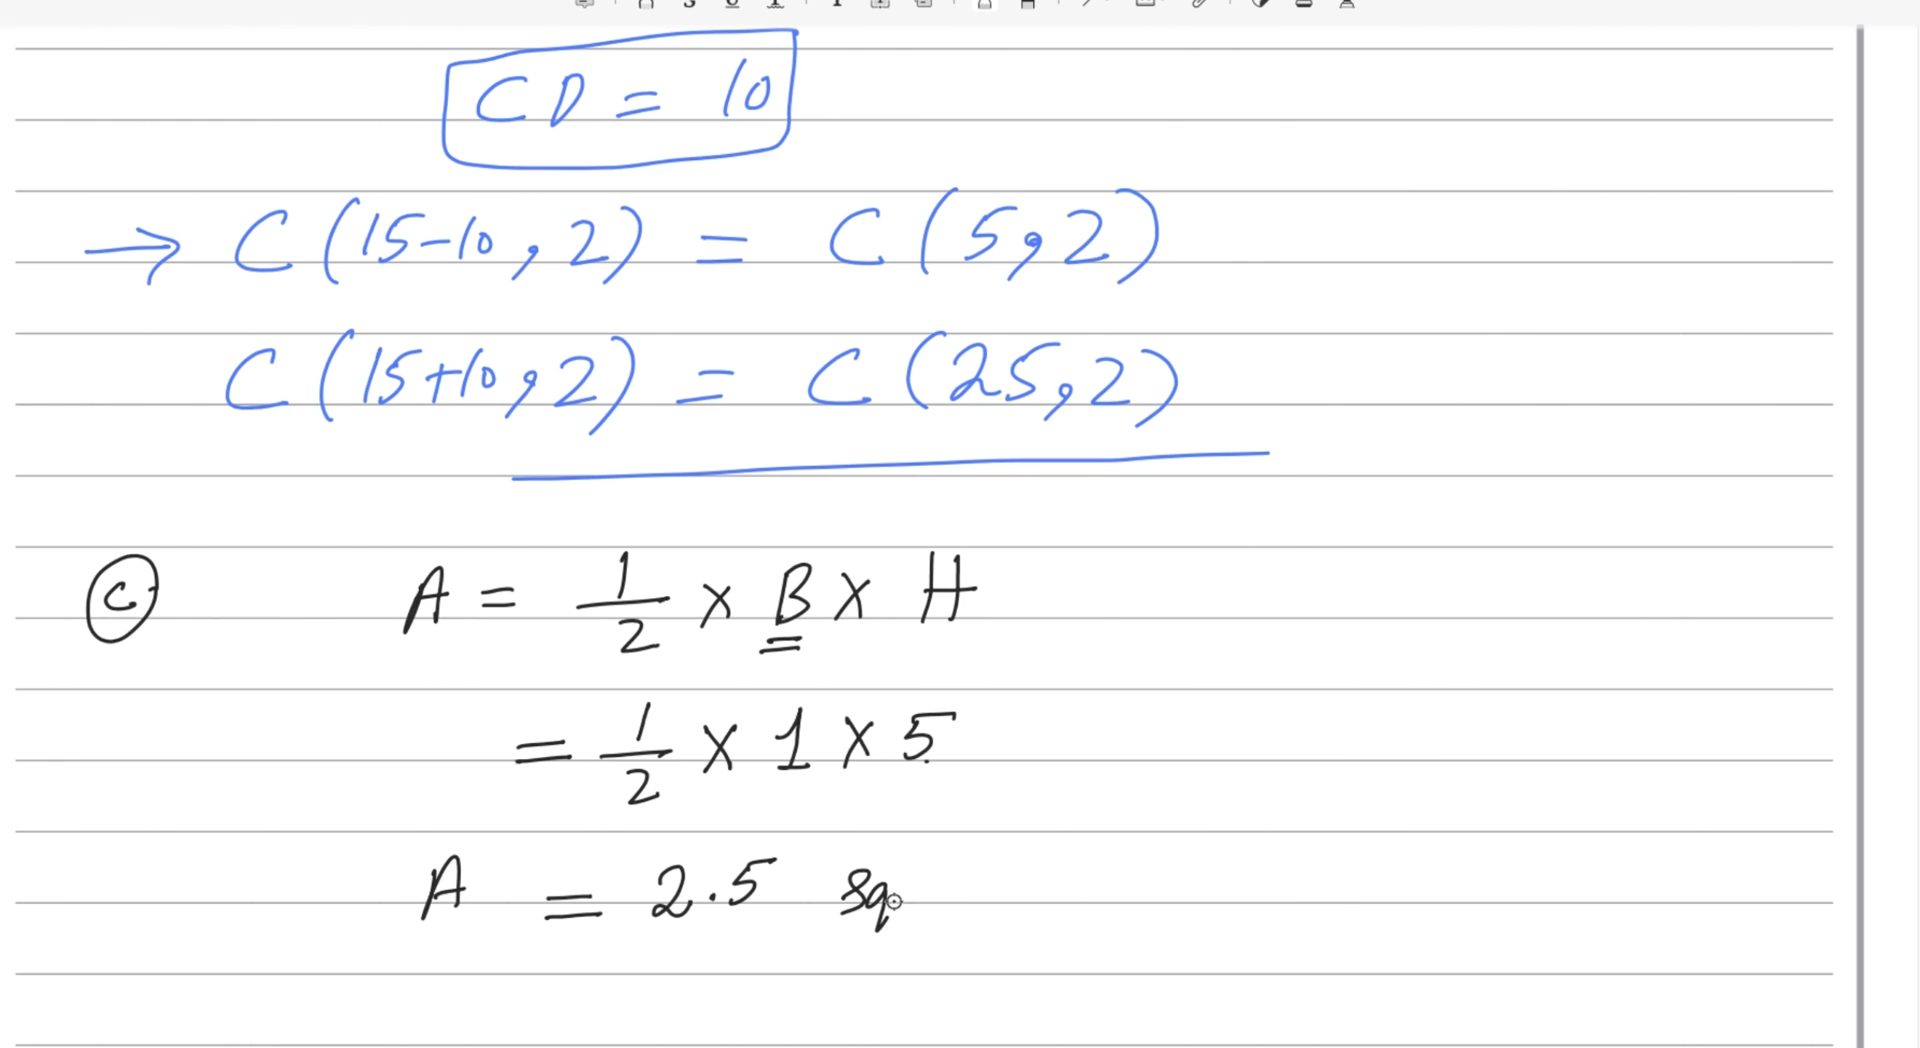 CD = 10
→ C(15-10,2) = C(5,2)
C(15+10,2) = C(25,2)
(c) A = 1/2 × B × H
= 1/2 × 1 × 5
A = 2.5 sq